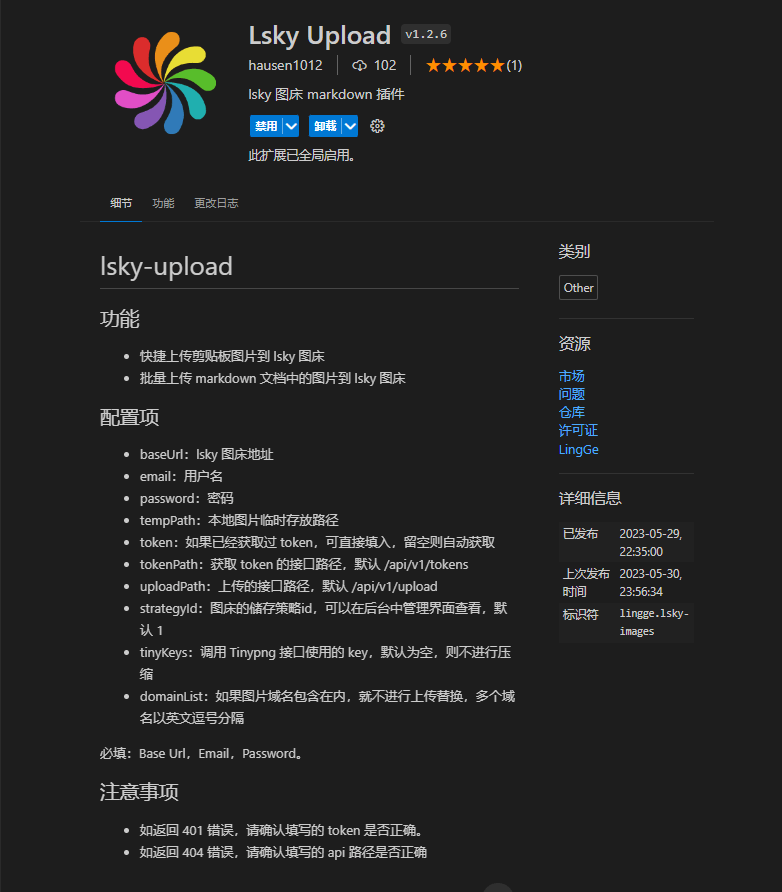 Lsky Upload v1.2.6
hausen1012 102 (1)
lsky 图床 markdown 插件
禁用 卸载
此扩展已全局启用。
细节 功能 更改日志
lsky-upload
功能
快捷上传剪贴板图片到 lsky 图床
批量上传 markdown 文档中的图片到 lsky 图床
配置项
baseUrl：lsky 图床地址
email：用户名
password：密码
tempPath：本地图片临时存放路径
token：如果已经获取过 token，可直接填入，留空则自动获取
tokenPath：获取 token 的接口路径，默认 /api/v1/tokens
uploadPath：上传的接口路径，默认 /api/v1/upload
strategyId：图床的储存策略id，可以在后台中管理界面查看，默
认 1
tinyKeys：调用 Tinypng 接口使用的 key，默认为空，则不进行压
缩
domainList：如果图片域名包含在内，就不进行上传替换，多个域
名以英文逗号分隔
必填：Base Url，Email，Password。
注意事项
如返回 401 错误，请确认填写的 token 是否正确。
如返回 404 错误，请确认填写的 api 路径是否正确
类别
Other
资源
市场
问题
仓库
许可证
LingGe
详细信息
已发布 2023-05-29,
22:35:00
上次发布 2023-05-30,
时间 23:56:34
标识符 lingge.lsky-
images